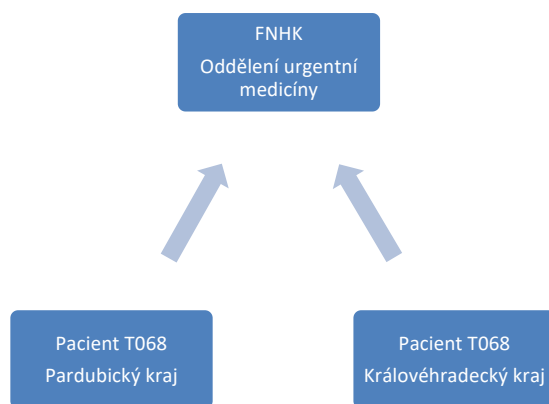 FNHK
Oddělení urgentní
medicíny
Pacient T068
Pardubický kraj
Pacient T068
Královéhradecký kraj